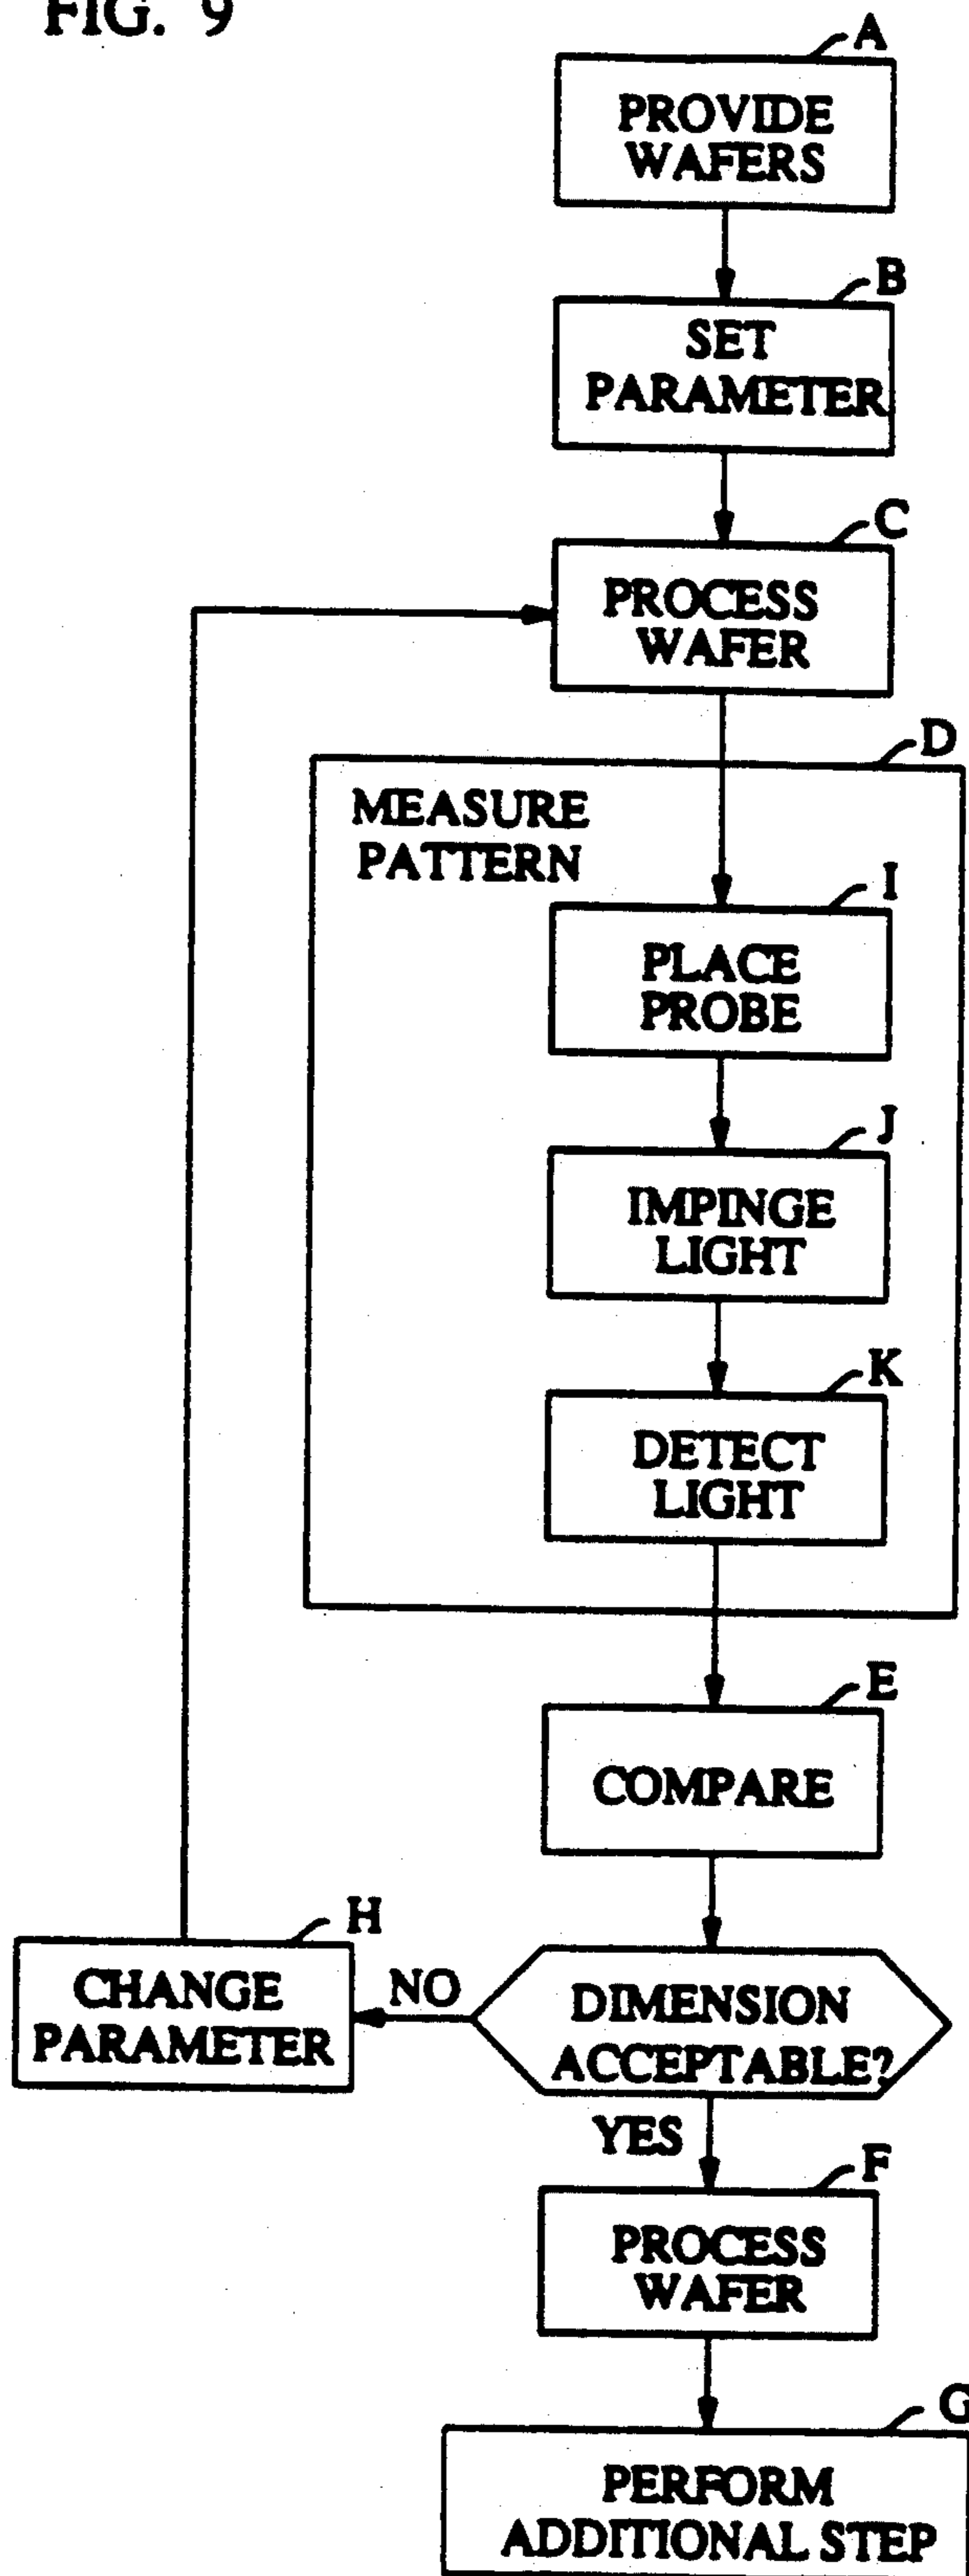 FIG. 9
A
PROVIDE
WAFERS
B
SET
PARAMETER
C
PROCESS
WAFER
D
MEASURE
PATTERN
I
PLACE
PROBE
J
IMPINGE
LIGHT
K
DETECT
LIGHT
E
COMPARE
H
CHANGE
PARAMETER
NO
DIMENSION
ACCEPTABLE?
YES
F
PROCESS
WAFER
G
PERFORM
ADDITIONAL STEP